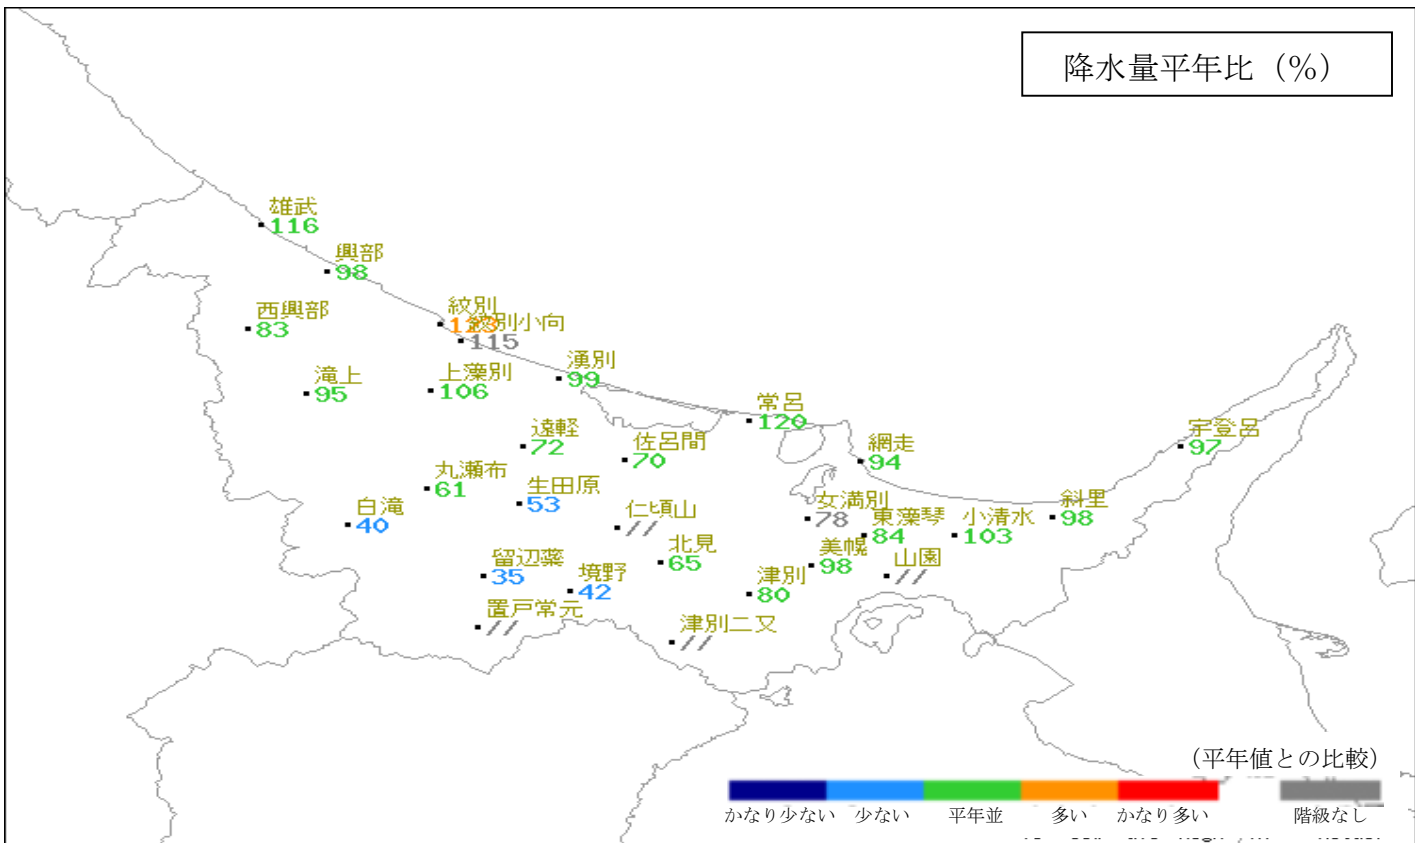 降水量平年比（％）
雄武
116
興部
98
西興部
83
紋別
123
紋別小向
115
滝上
95
上藻別
106
湧別
99
常呂
120
遠軽
72
佐呂間
70
網走
94
宇登呂
97
丸瀬布
61
生田原
53
白滝
40
仁頃山
//
女満別
78
東藻琴
84
小清水
103
斜里
98
北見
65
美幌
98
山園
//
留辺蘂
35
境野
42
津別
80
置戸常元
//
津別二又
//
（平年値との比較）
かなり少ない 少ない 平年並 多い かなり多い 階級なし